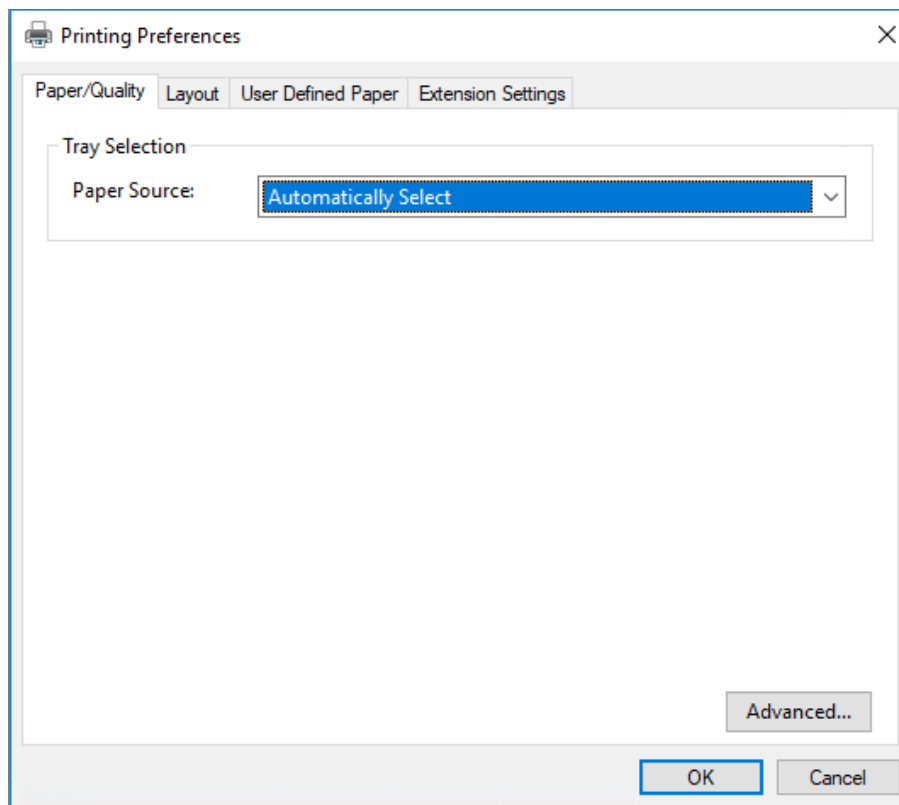 Printing Preferences
Paper/Quality Layout User Defined Paper Extension Settings
Tray Selection
Paper Source: Automatically Select
Advanced...
OK Cancel